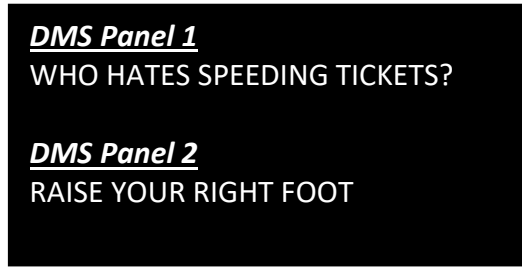 DMS Panel 1
WHO HATES SPEEDING TICKETS?
DMS Panel 2
RAISE YOUR RIGHT FOOT